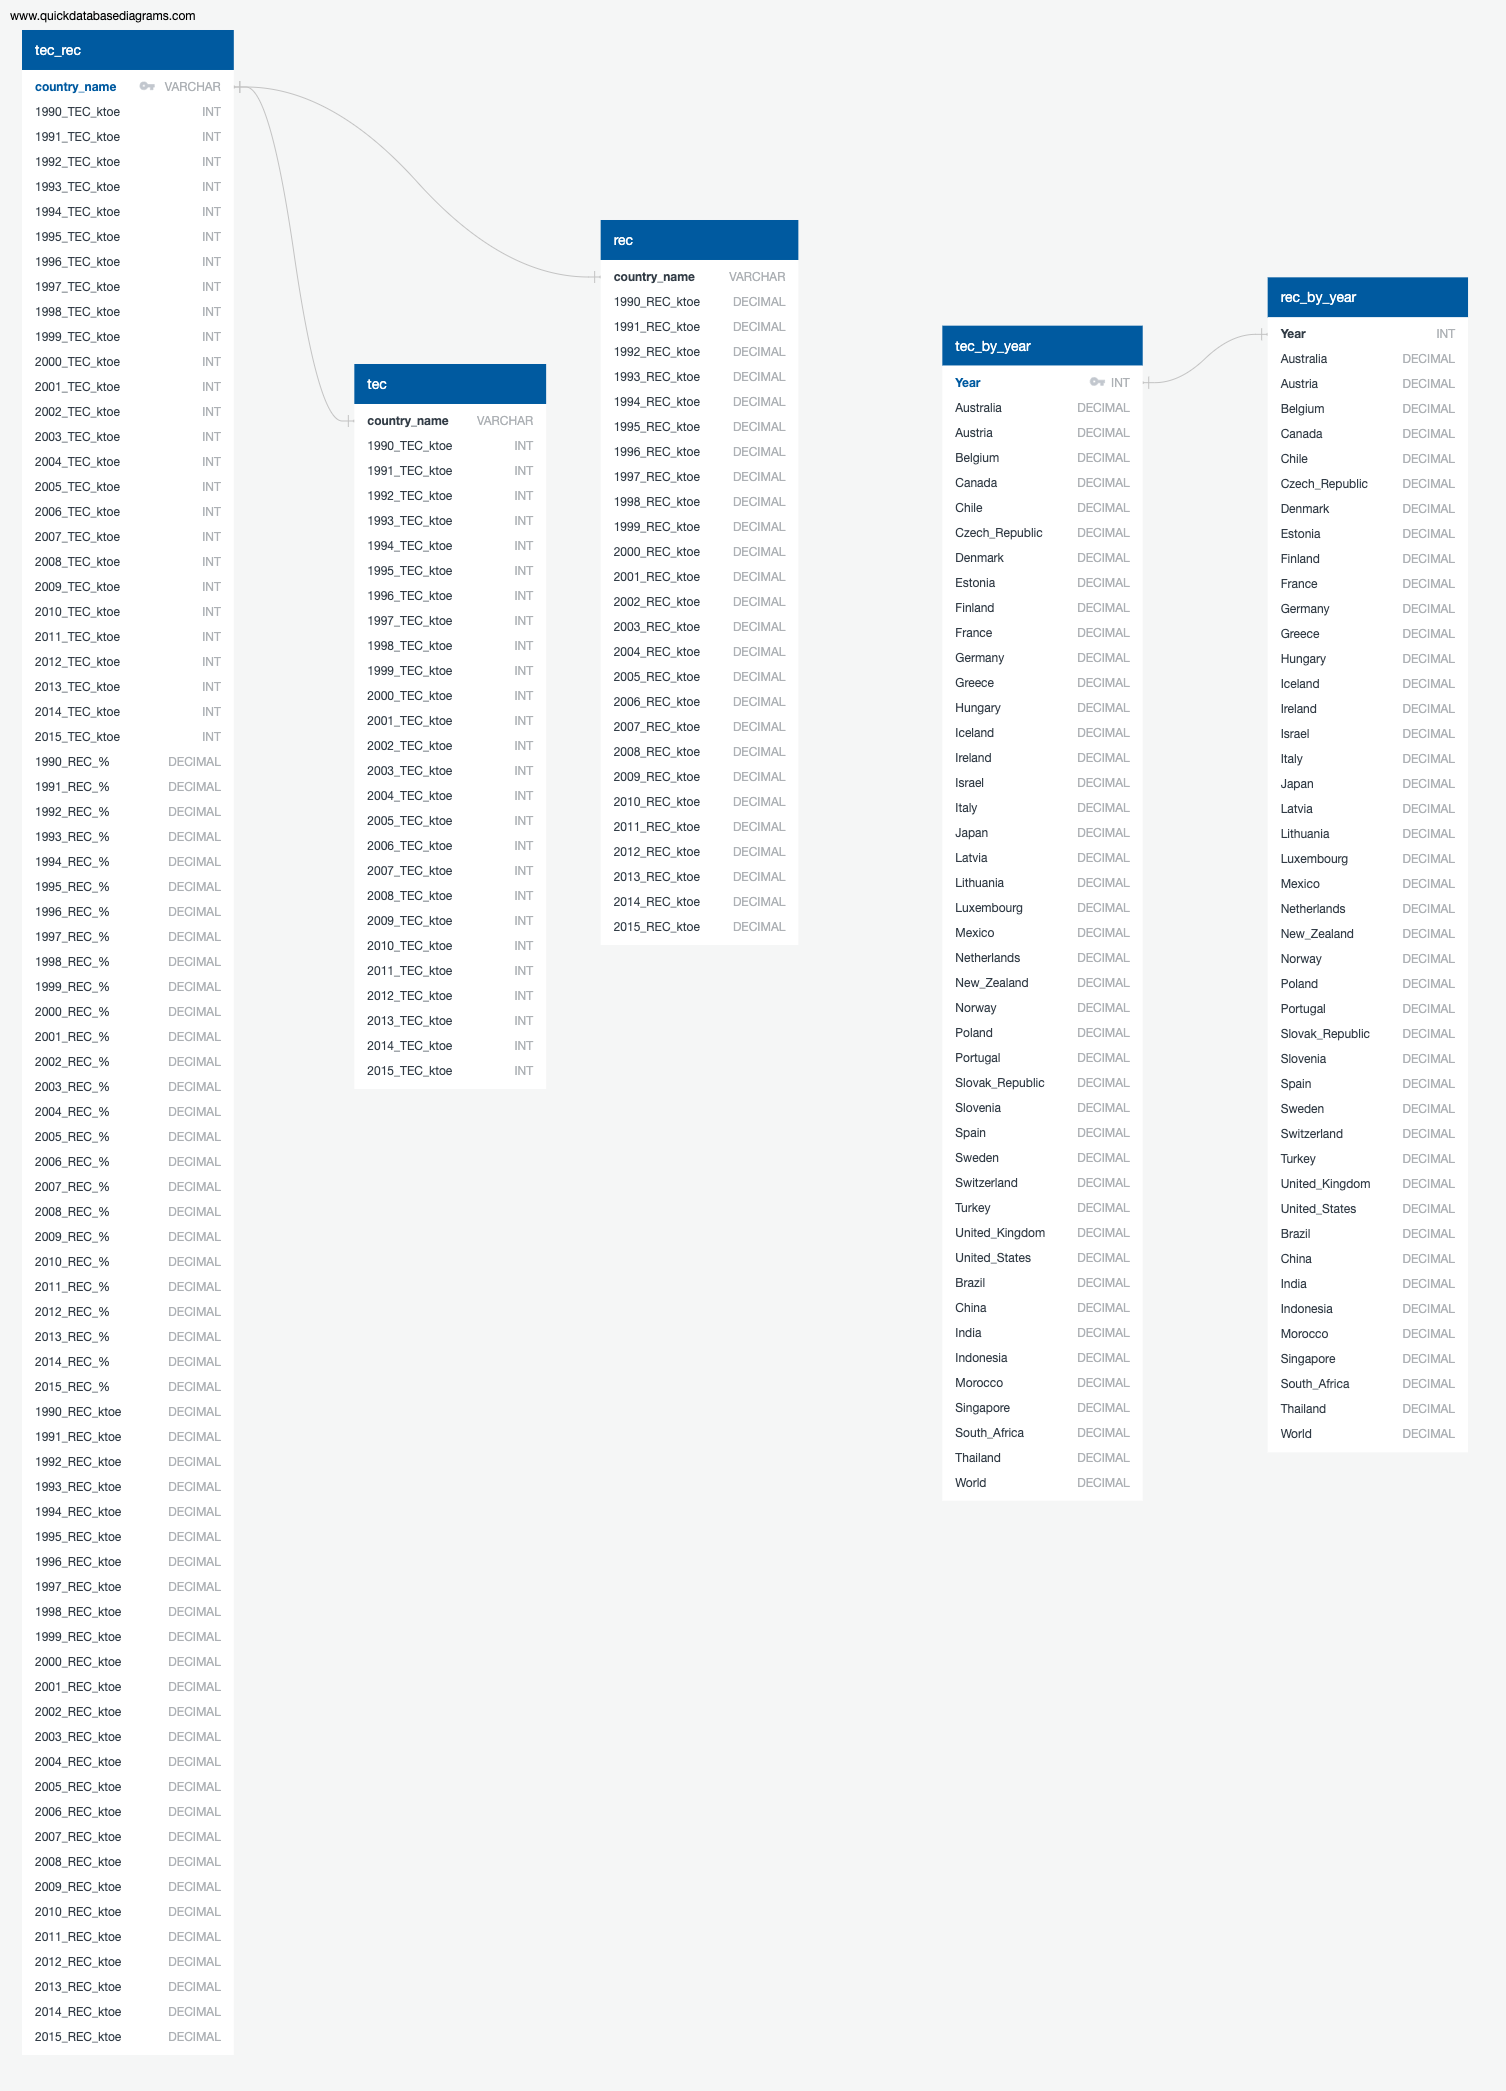 www.quickdatabasediagrams.com
tec_rec
country_name VARCHAR
1990_TEC_ktoe INT
1991_TEC_ktoe INT
1992_TEC_ktoe INT
1993_TEC_ktoe INT
1994_TEC_ktoe INT
1995_TEC_ktoe INT
1996_TEC_ktoe INT
1997_TEC_ktoe INT
1998_TEC_ktoe INT
1999_TEC_ktoe INT
2000_TEC_ktoe INT
2001_TEC_ktoe INT
2002_TEC_ktoe INT
2003_TEC_ktoe INT
2004_TEC_ktoe INT
2005_TEC_ktoe INT
2006_TEC_ktoe INT
2007_TEC_ktoe INT
2008_TEC_ktoe INT
2009_TEC_ktoe INT
2010_TEC_ktoe INT
2011_TEC_ktoe INT
2012_TEC_ktoe INT
2013_TEC_ktoe INT
2014_TEC_ktoe INT
2015_TEC_ktoe INT
1990_REC_% DECIMAL
1991_REC_% DECIMAL
1992_REC_% DECIMAL
1993_REC_% DECIMAL
1994_REC_% DECIMAL
1995_REC_% DECIMAL
1996_REC_% DECIMAL
1997_REC_% DECIMAL
1998_REC_% DECIMAL
1999_REC_% DECIMAL
2000_REC_% DECIMAL
2001_REC_% DECIMAL
2002_REC_% DECIMAL
2003_REC_% DECIMAL
2004_REC_% DECIMAL
2005_REC_% DECIMAL
2006_REC_% DECIMAL
2007_REC_% DECIMAL
2008_REC_% DECIMAL
2009_REC_% DECIMAL
2010_REC_% DECIMAL
2011_REC_% DECIMAL
2012_REC_% DECIMAL
2013_REC_% DECIMAL
2014_REC_% DECIMAL
2015_REC_% DECIMAL
1990_REC_ktoe DECIMAL
1991_REC_ktoe DECIMAL
1992_REC_ktoe DECIMAL
1993_REC_ktoe DECIMAL
1994_REC_ktoe DECIMAL
1995_REC_ktoe DECIMAL
1996_REC_ktoe DECIMAL
1997_REC_ktoe DECIMAL
1998_REC_ktoe DECIMAL
1999_REC_ktoe DECIMAL
2000_REC_ktoe DECIMAL
2001_REC_ktoe DECIMAL
2002_REC_ktoe DECIMAL
2003_REC_ktoe DECIMAL
2004_REC_ktoe DECIMAL
2005_REC_ktoe DECIMAL
2006_REC_ktoe DECIMAL
2007_REC_ktoe DECIMAL
2008_REC_ktoe DECIMAL
2009_REC_ktoe DECIMAL
2010_REC_ktoe DECIMAL
2011_REC_ktoe DECIMAL
2012_REC_ktoe DECIMAL
2013_REC_ktoe DECIMAL
2014_REC_ktoe DECIMAL
2015_REC_ktoe DECIMAL
tec
country_name VARCHAR
1990_TEC_ktoe INT
1991_TEC_ktoe INT
1992_TEC_ktoe INT
1993_TEC_ktoe INT
1994_TEC_ktoe INT
1995_TEC_ktoe INT
1996_TEC_ktoe INT
1997_TEC_ktoe INT
1998_TEC_ktoe INT
1999_TEC_ktoe INT
2000_TEC_ktoe INT
2001_TEC_ktoe INT
2002_TEC_ktoe INT
2003_TEC_ktoe INT
2004_TEC_ktoe INT
2005_TEC_ktoe INT
2006_TEC_ktoe INT
2007_TEC_ktoe INT
2008_TEC_ktoe INT
2009_TEC_ktoe INT
2010_TEC_ktoe INT
2011_TEC_ktoe INT
2012_TEC_ktoe INT
2013_TEC_ktoe INT
2014_TEC_ktoe INT
2015_TEC_ktoe INT
rec
country_name VARCHAR
1990_REC_ktoe DECIMAL
1991_REC_ktoe DECIMAL
1992_REC_ktoe DECIMAL
1993_REC_ktoe DECIMAL
1994_REC_ktoe DECIMAL
1995_REC_ktoe DECIMAL
1996_REC_ktoe DECIMAL
1997_REC_ktoe DECIMAL
1998_REC_ktoe DECIMAL
1999_REC_ktoe DECIMAL
2000_REC_ktoe DECIMAL
2001_REC_ktoe DECIMAL
2002_REC_ktoe DECIMAL
2003_REC_ktoe DECIMAL
2004_REC_ktoe DECIMAL
2005_REC_ktoe DECIMAL
2006_REC_ktoe DECIMAL
2007_REC_ktoe DECIMAL
2008_REC_ktoe DECIMAL
2009_REC_ktoe DECIMAL
2010_REC_ktoe DECIMAL
2011_REC_ktoe DECIMAL
2012_REC_ktoe DECIMAL
2013_REC_ktoe DECIMAL
2014_REC_ktoe DECIMAL
2015_REC_ktoe DECIMAL
tec_by_year
Year INT
Australia DECIMAL
Austria DECIMAL
Belgium DECIMAL
Canada DECIMAL
Chile DECIMAL
Czech_Republic DECIMAL
Denmark DECIMAL
Estonia DECIMAL
Finland DECIMAL
France DECIMAL
Germany DECIMAL
Greece DECIMAL
Hungary DECIMAL
Iceland DECIMAL
Ireland DECIMAL
Israel DECIMAL
Italy DECIMAL
Japan DECIMAL
Latvia DECIMAL
Lithuania DECIMAL
Luxembourg DECIMAL
Mexico DECIMAL
Netherlands DECIMAL
New_Zealand DECIMAL
Norway DECIMAL
Poland DECIMAL
Portugal DECIMAL
Slovak_Republic DECIMAL
Slovenia DECIMAL
Spain DECIMAL
Sweden DECIMAL
Switzerland DECIMAL
Turkey DECIMAL
United_Kingdom DECIMAL
United_States DECIMAL
Brazil DECIMAL
China DECIMAL
India DECIMAL
Indonesia DECIMAL
Morocco DECIMAL
Singapore DECIMAL
South_Africa DECIMAL
Thailand DECIMAL
World DECIMAL
rec_by_year
Year INT
Australia DECIMAL
Austria DECIMAL
Belgium DECIMAL
Canada DECIMAL
Chile DECIMAL
Czech_Republic DECIMAL
Denmark DECIMAL
Estonia DECIMAL
Finland DECIMAL
France DECIMAL
Germany DECIMAL
Greece DECIMAL
Hungary DECIMAL
Iceland DECIMAL
Ireland DECIMAL
Israel DECIMAL
Italy DECIMAL
Japan DECIMAL
Latvia DECIMAL
Lithuania DECIMAL
Luxembourg DECIMAL
Mexico DECIMAL
Netherlands DECIMAL
New_Zealand DECIMAL
Norway DECIMAL
Poland DECIMAL
Portugal DECIMAL
Slovak_Republic DECIMAL
Slovenia DECIMAL
Spain DECIMAL
Sweden DECIMAL
Switzerland DECIMAL
Turkey DECIMAL
United_Kingdom DECIMAL
United_States DECIMAL
Brazil DECIMAL
China DECIMAL
India DECIMAL
Indonesia DECIMAL
Morocco DECIMAL
Singapore DECIMAL
South_Africa DECIMAL
Thailand DECIMAL
World DECIMAL